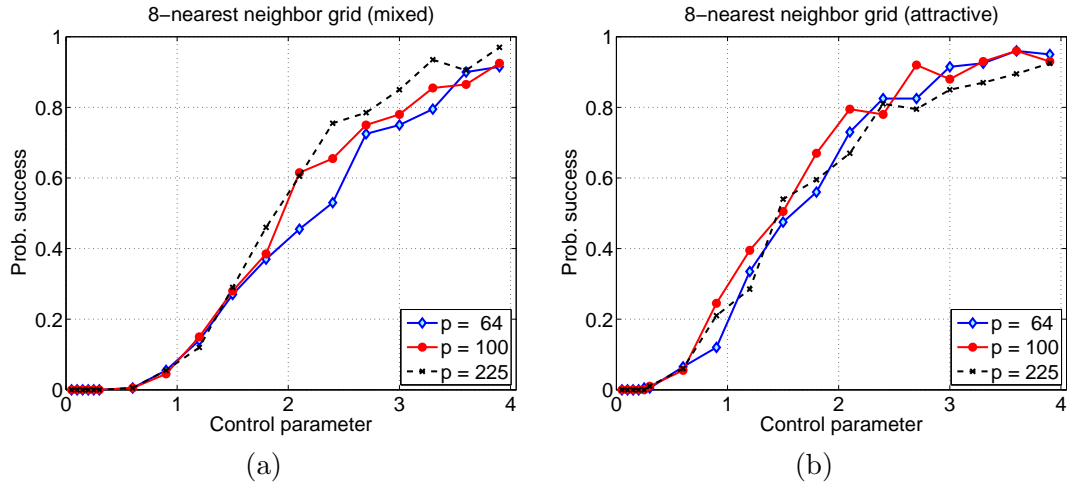 8−nearest neighbor grid (mixed)
Prob. success
1
0.8
0.6
0.4
0.2
0
0 1 2 3 4
Control parameter
p = 64
p = 100
p = 225
(a)
8−nearest neighbor grid (attractive)
Prob. success
1
0.8
0.6
0.4
0.2
0
0 1 2 3 4
Control parameter
p = 64
p = 100
p = 225
(b)